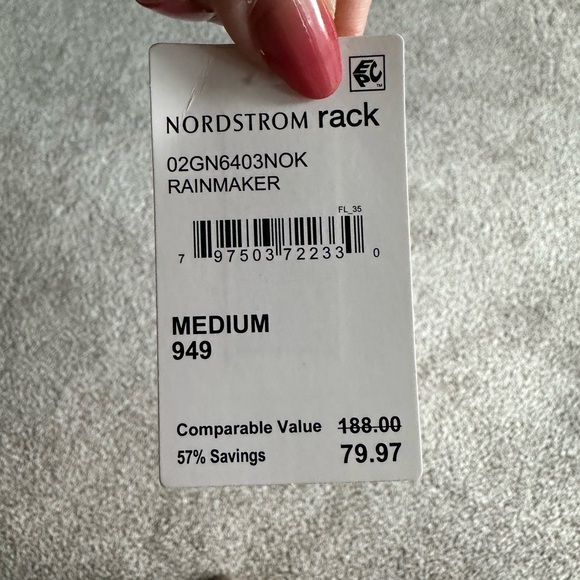 EPC™
NORDSTROM rack
02GN6403NOK
RAINMAKER
FL_35
7 97503 72233 0
MEDIUM
949
Comparable Value 188.00
57% Savings 79.97